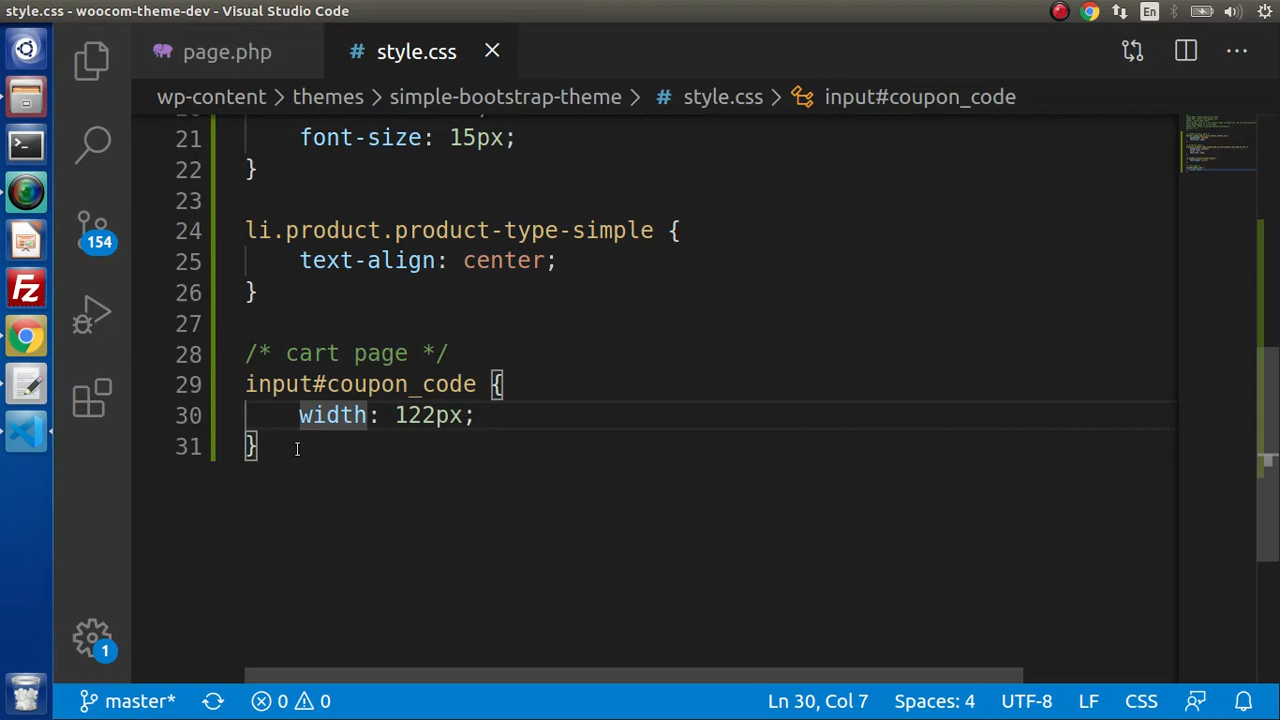 style.css - woocom-theme-dev - Visual Studio Code
En
page.php
# style.css
wp-content > themes > simple-bootstrap-theme > # style.css > input#coupon_code
21 font-size: 15px;
22 }
23
24 li.product.product-type-simple {
25 text-align: center;
26 }
27
28 /* cart page */
29 input#coupon_code {
30 width: 122px;
31 }
154
Fz
1
master*
0 0
Ln 30, Col 7
Spaces: 4
UTF-8
LF
CSS